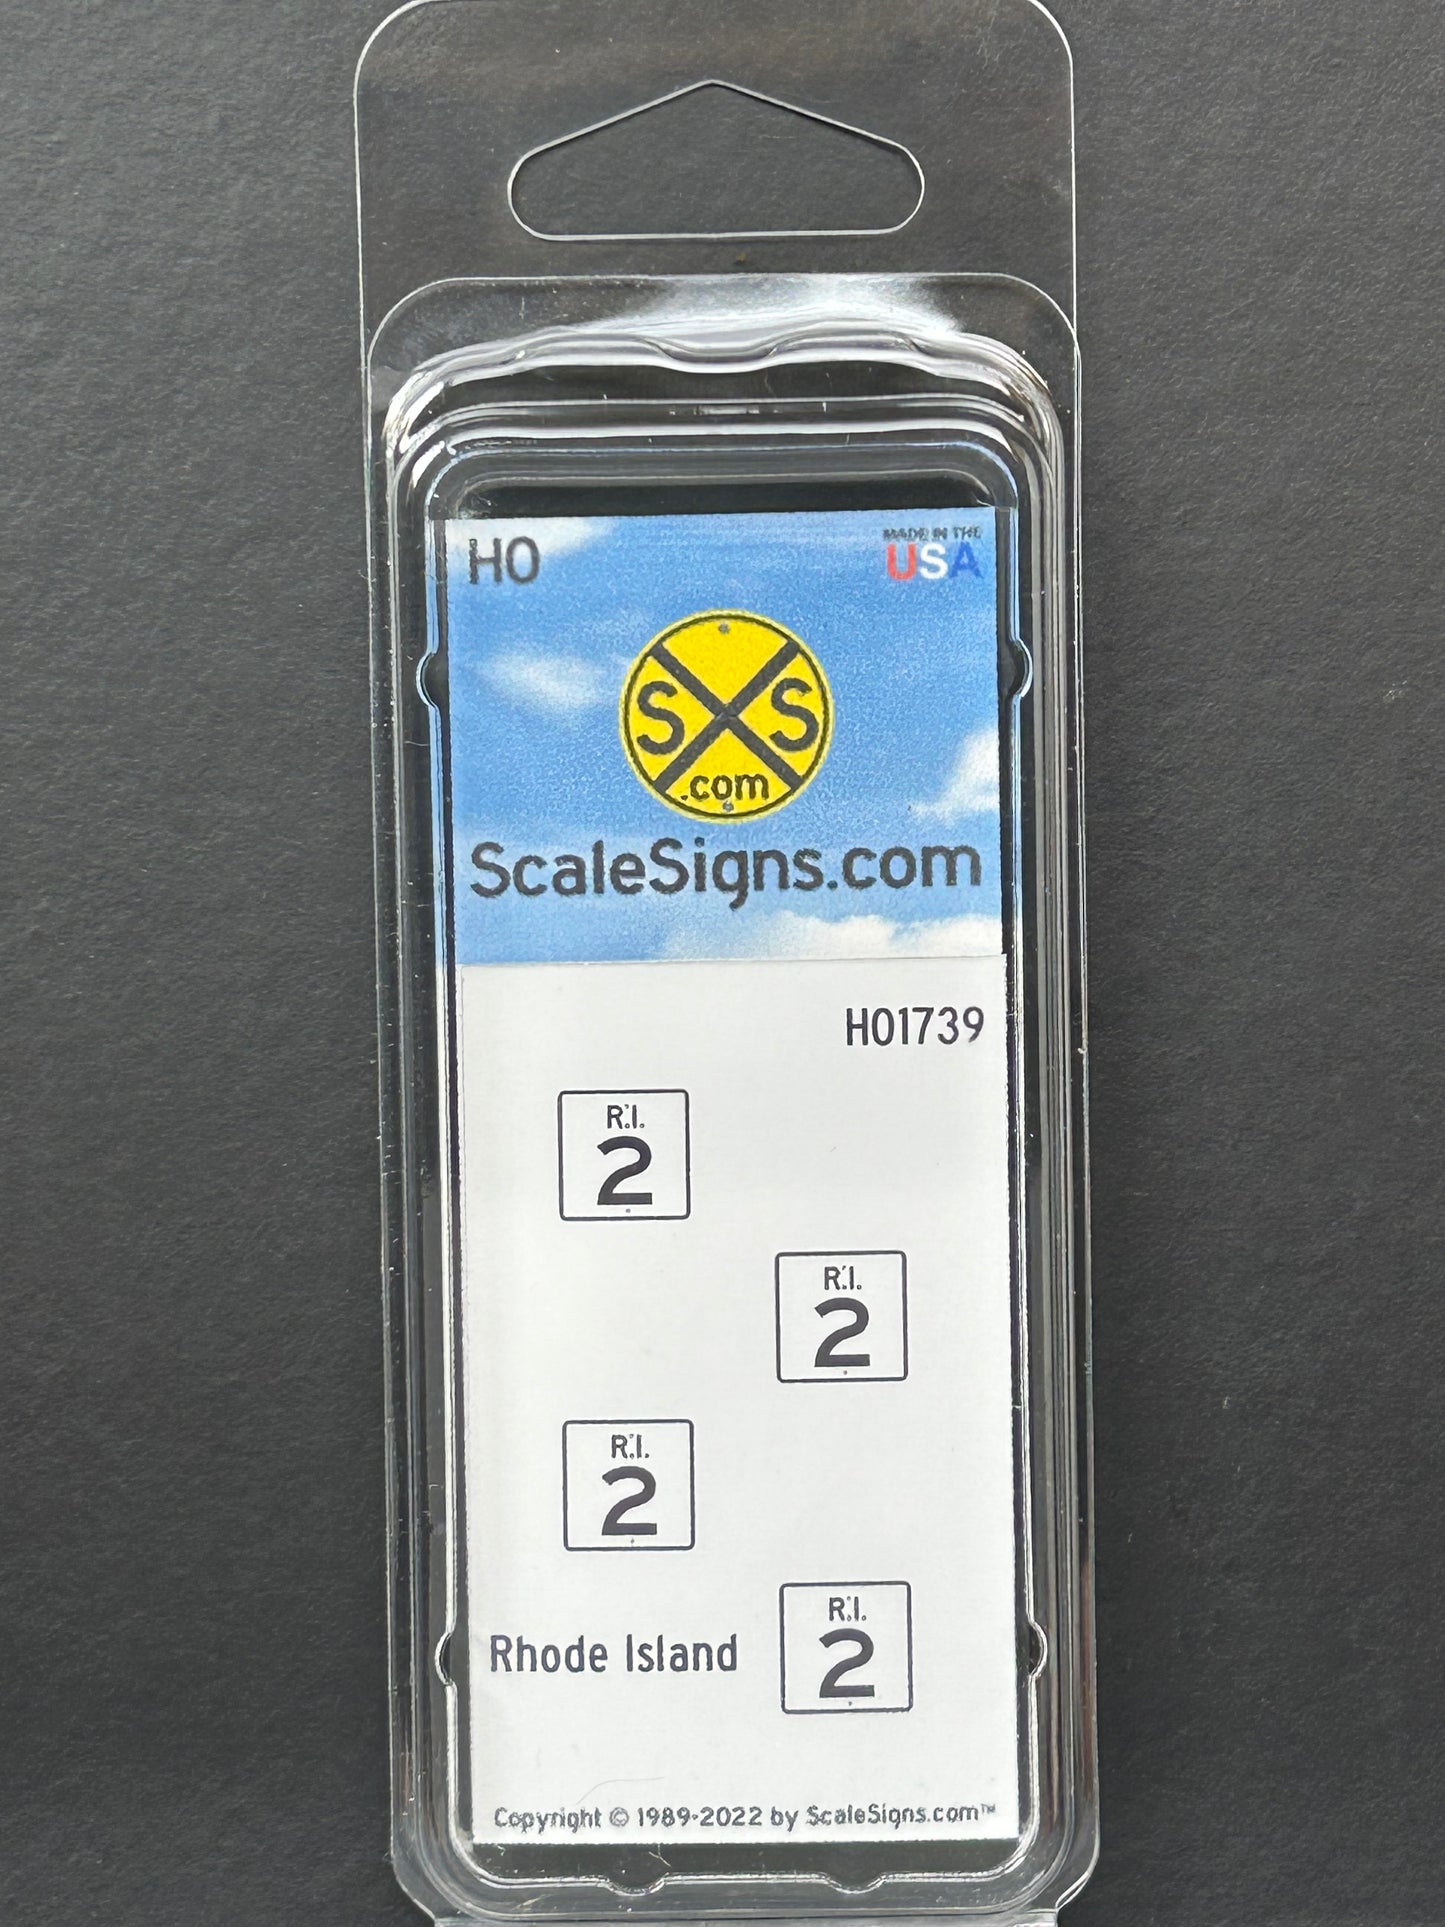 HO
MADE IN THE
USA
S S
.com
ScaleSigns.com
HO1739
R.I.
2
R.I.
2
R.I.
2
R.I.
2
Rhode Island
Copyright © 1989-2022 by ScaleSigns.com™